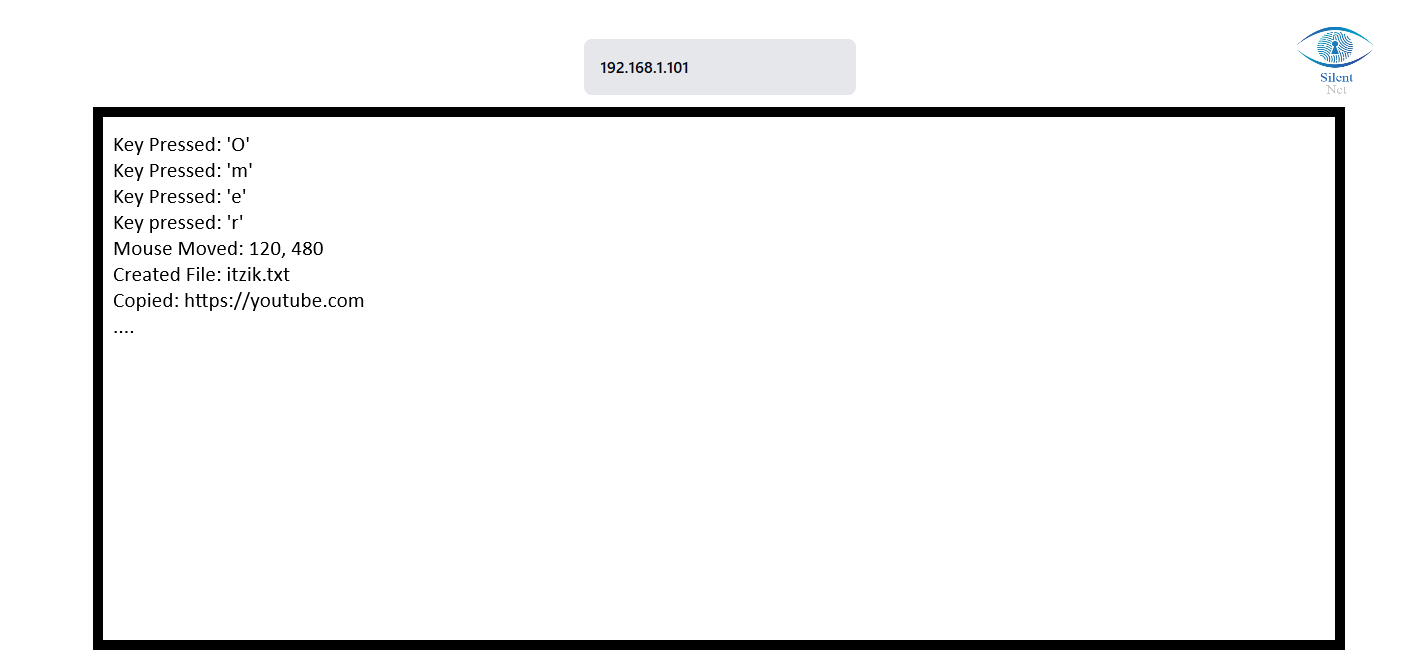 192.168.1.101
Silent
Net
Key Pressed: 'O'
Key Pressed: 'm'
Key Pressed: 'e'
Key pressed: 'r'
Mouse Moved: 120, 480
Created File: itzik.txt
Copied: https://youtube.com
....